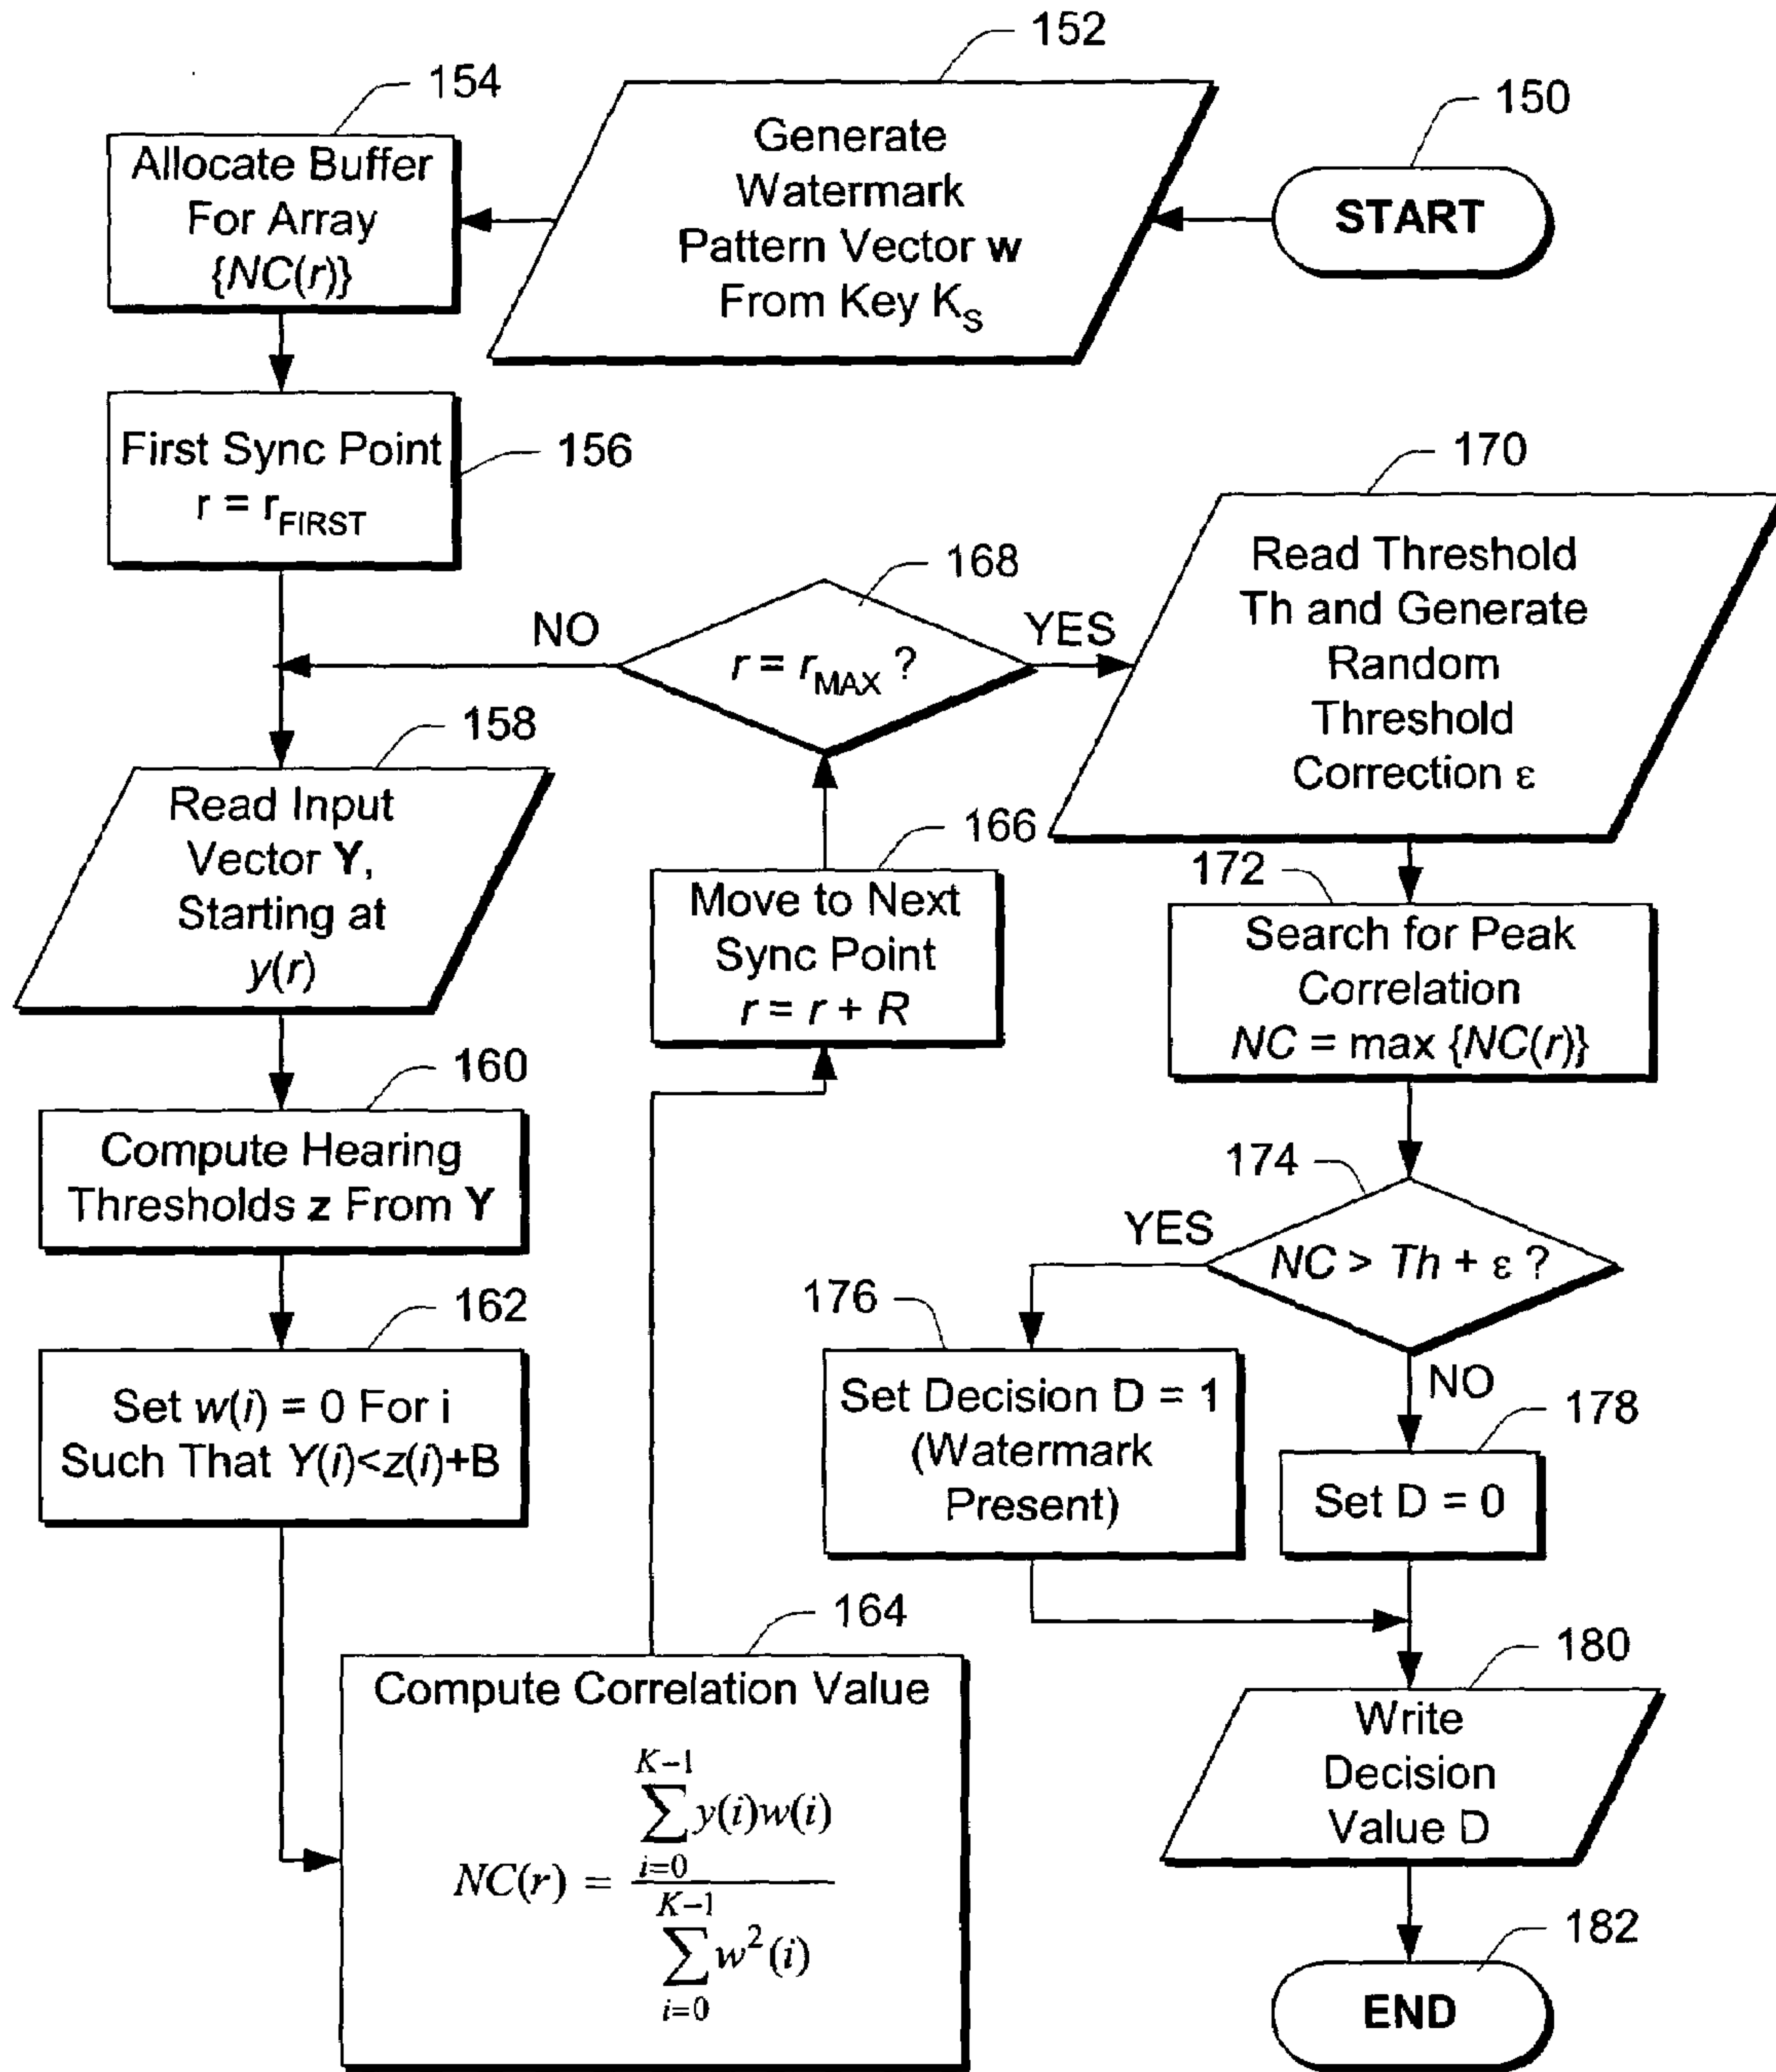 150
START
152
Generate
Watermark
Pattern Vector w
From Key K_S
154
Allocate Buffer
For Array
{NC(r)}
156
First Sync Point
r = r_FIRST
158
Read Input
Vector Y,
Starting at
y(r)
160
Compute Hearing
Thresholds z From Y
162
Set w(i) = 0 For i
Such That Y(i)<z(i)+B
164
Compute Correlation Value
K−1
∑ y(i)w(i)
i=0
NC(r) =
K−1
∑ w²(i)
i=0
166
Move to Next
Sync Point
r = r + R
168
r = r_MAX ?
NO
YES
170
Read Threshold
Th and Generate
Random
Threshold
Correction ε
172
Search for Peak
Correlation
NC = max {NC(r)}
174
NC > Th + ε ?
YES
NO
176
Set Decision D = 1
(Watermark
Present)
178
Set D = 0
180
Write
Decision
Value D
182
END